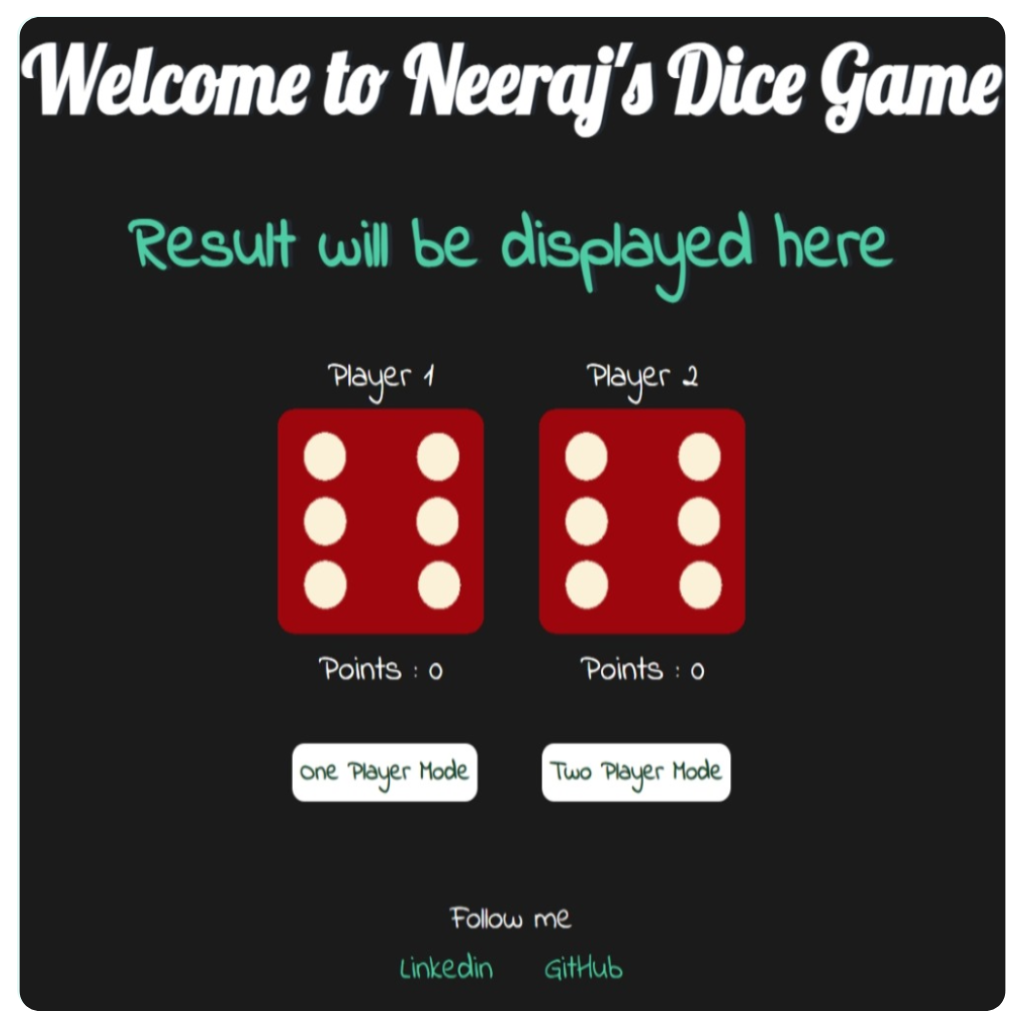 Welcome to Neeraj's Dice Game
Result will be displayed here
Player 1 Player 2
Points : 0 Points : 0
One Player Mode Two Player Mode
Follow me
Linkedin GitHub